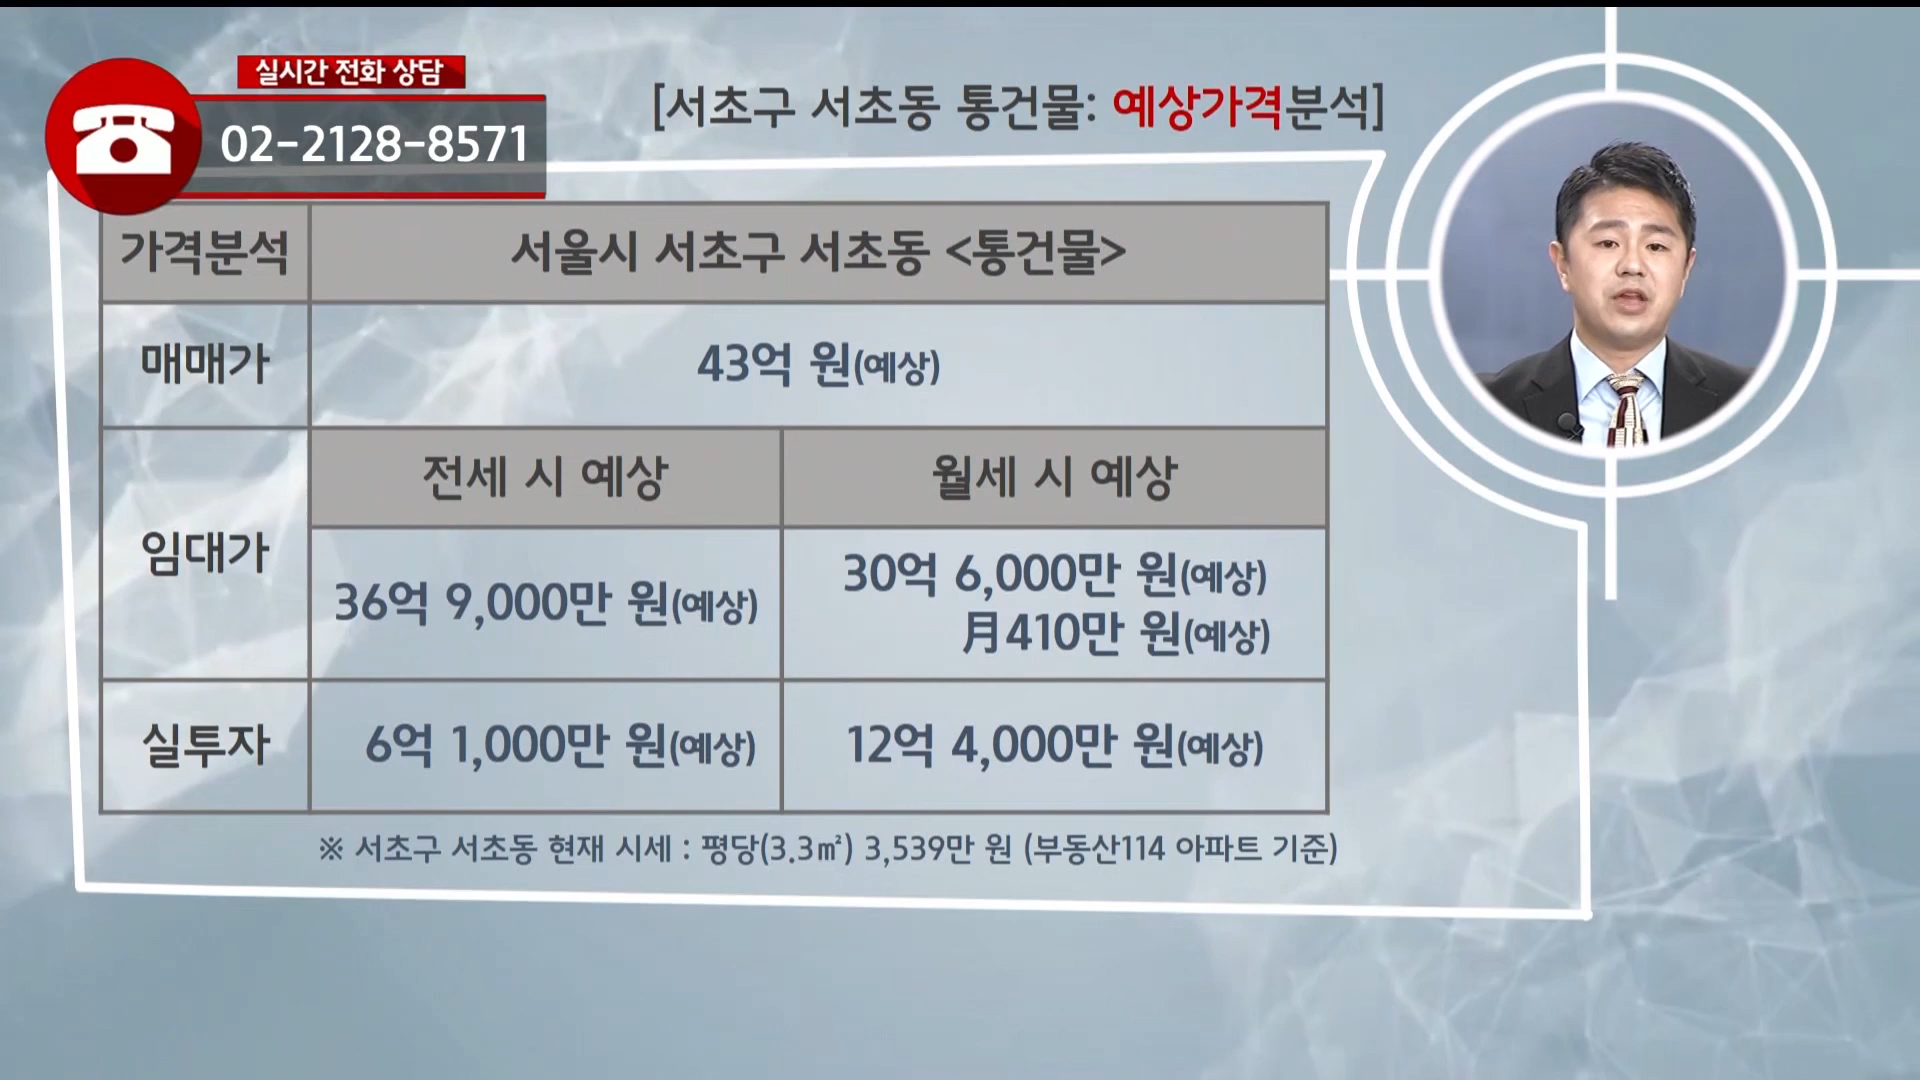 실시간 전화 상담
02-2128-8571
[서초구 서초동 통건물: 예상가격분석]
가격분석
서울시 서초구 서초동 <통건물>
매매가
43억 원(예상)
임대가
전세 시 예상
월세 시 예상
36억 9,000만 원(예상)
30억 6,000만 원(예상)
月410만 원(예상)
실투자
6억 1,000만 원(예상)
12억 4,000만 원(예상)
※ 서초구 서초동 현재 시세 : 평당(3.3㎡) 3,539만 원 (부동산114 아파트 기준)